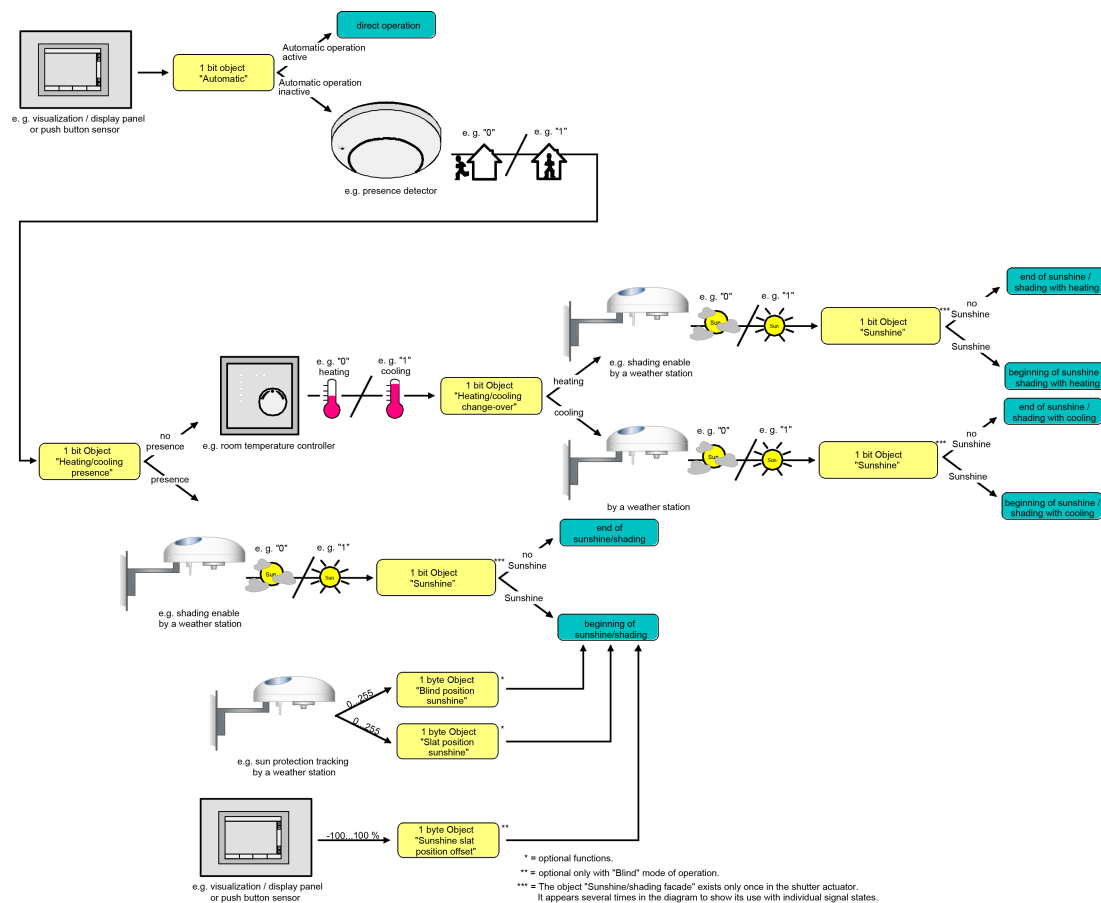 direct operation
Automatic operation
active
1 bit object
"Automatic"
Automatic operation
inactive
e. g. visualization / display panel
or push button sensor
e. g. "0"
e. g. "1"
e.g. presence detector
end of sunshine /
shading with heating
e. g. "0"
e. g. "1"
no
Sunshine
***
Sun
Sun
1 bit Object
"Sunshine"
Sunshine
e. g. "0"
heating
e. g. "1"
cooling
e.g. shading enable
by a weather station
beginning of sunshine
shading with heating
heating
1 bit Object
"Heating/cooling
change-over"
cooling
end of sunshine /
shading with cooling
e. g. "0"
e. g. "1"
no
Sunshine
***
no
presence
e.g. room temperature controller
1 bit Object
"Heating/cooling
presence"
Sun
Sun
1 bit Object
"Sunshine"
Sunshine
presence
by a weather station
beginning of sunshine /
shading with cooling
end of
sunshine/shading
e. g. "0"
e. g. "1"
no
Sunshine
***
Sun
Sun
1 bit Object
"Sunshine"
Sunshine
e.g. shading enable
by a weather station
beginning of
sunshine/shading
0...255
1 byte Object
"Blind position
sunshine"
*
0...255
1 byte Object
"Slat position
sunshine"
*
e.g. sun protection tracking
by a weather station
-100...100 %
1 byte Object
"Sunshine slat
position offset"
**
e.g. visualization / display panel
or push button sensor
* = optional functions.
** = optional only with "Blind" mode of operation.
*** = The object "Sunshine/shading facade" exists only once in the shutter actuator.
It appears several times in the diagram to show its use with individual signal states.